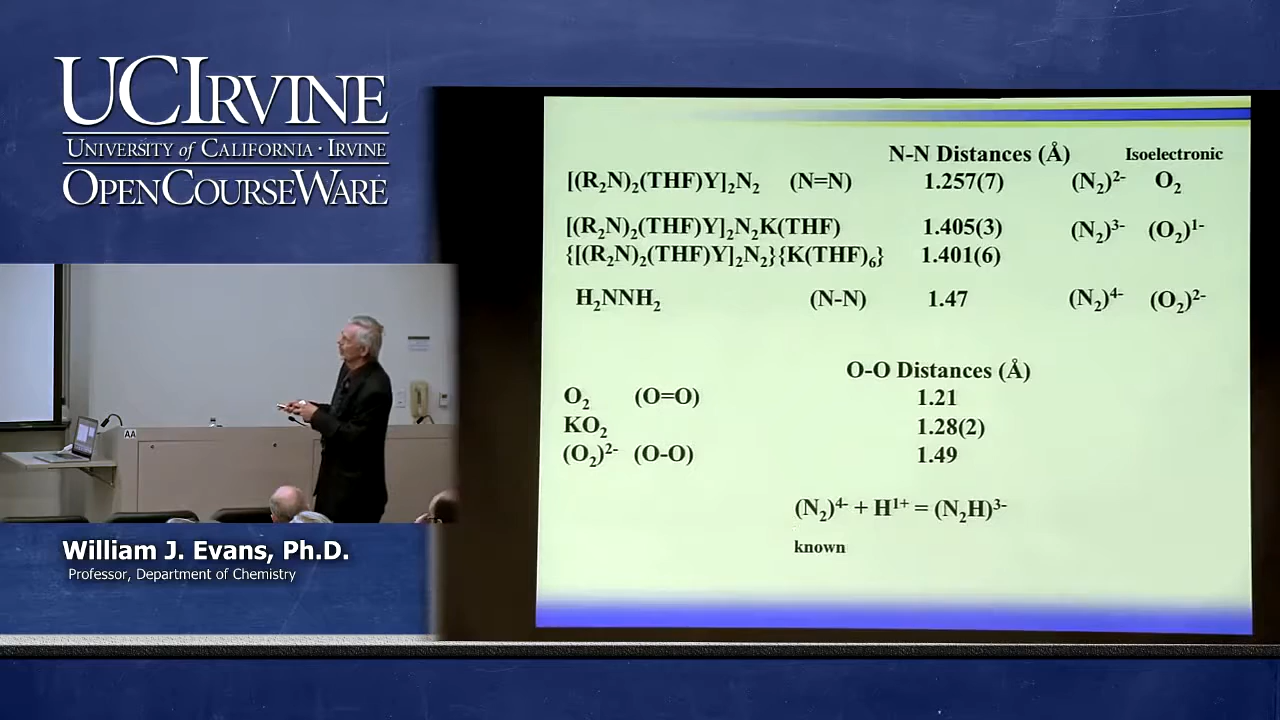 UCIRVINE
UNIVERSITY of CALIFORNIA · IRVINE
OPENCOURSEWARE
N-N Distances (Å) Isoelectronic
[(R₂N)₂(THF)Y]₂N₂ (N=N) 1.257(7) (N₂)²⁻ O₂
[(R₂N)₂(THF)Y]₂N₂K(THF) 1.405(3) (N₂)³⁻ (O₂)¹⁻
{[(R₂N)₂(THF)Y]₂N₂}{K(THF)₆} 1.401(6)
H₂NNH₂ (N-N) 1.47 (N₂)⁴⁻ (O₂)²⁻
O-O Distances (Å)
O₂ (O=O) 1.21
KO₂ 1.28(2)
(O₂)²⁻ (O-O) 1.49
(N₂)⁴⁻ + H¹⁺ = (N₂H)³⁻
known
AA
William J. Evans, Ph.D.
Professor, Department of Chemistry